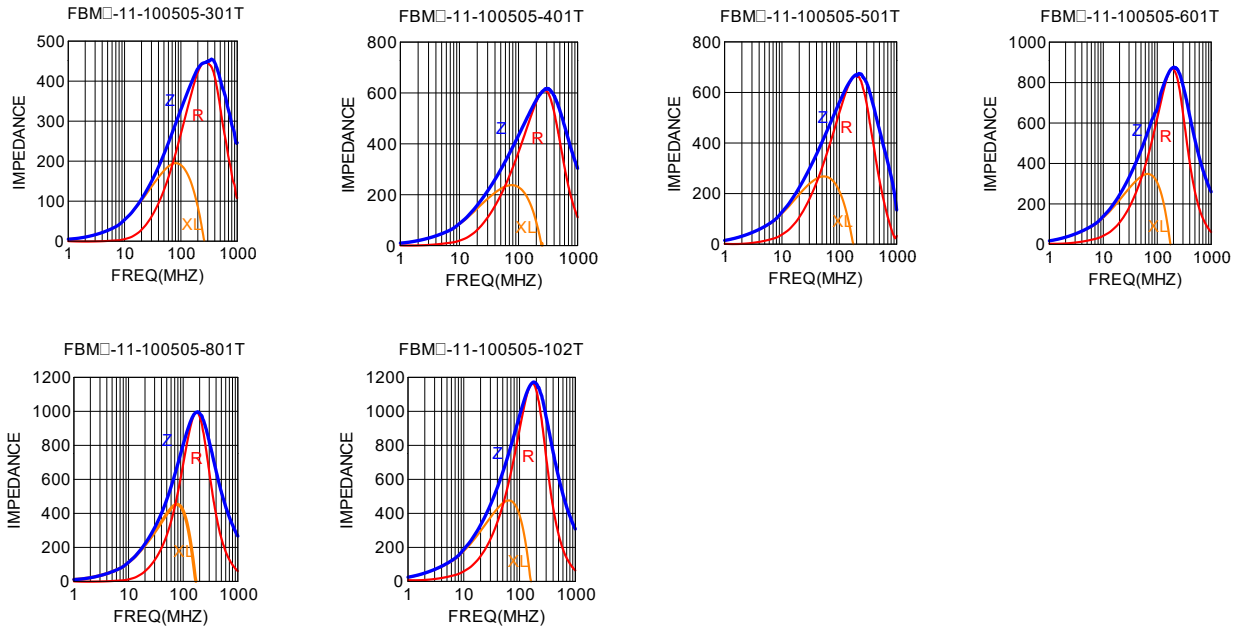 FBM□-11-100505-301T
500
400
300
200
100
0
IMPEDANCE
Z
R
XL
1 10 100 1000
FREQ(MHZ)
FBM□-11-100505-401T
800
600
400
200
0
IMPEDANCE
Z
R
XL
1 10 100 1000
FREQ(MHZ)
FBM□-11-100505-501T
800
600
400
200
0
IMPEDANCE
Z
R
XL
1 10 100 1000
FREQ(MHZ)
FBM□-11-100505-601T
1000
800
600
400
200
0
IMPEDANCE
Z
R
XL
1 10 100 1000
FREQ(MHZ)
FBM□-11-100505-801T
1200
1000
800
600
400
200
0
IMPEDANCE
Z
R
XL
1 10 100 1000
FREQ(MHZ)
FBM□-11-100505-102T
1200
1000
800
600
400
200
0
IMPEDANCE
Z
R
XL
1 10 100 1000
FREQ(MHZ)